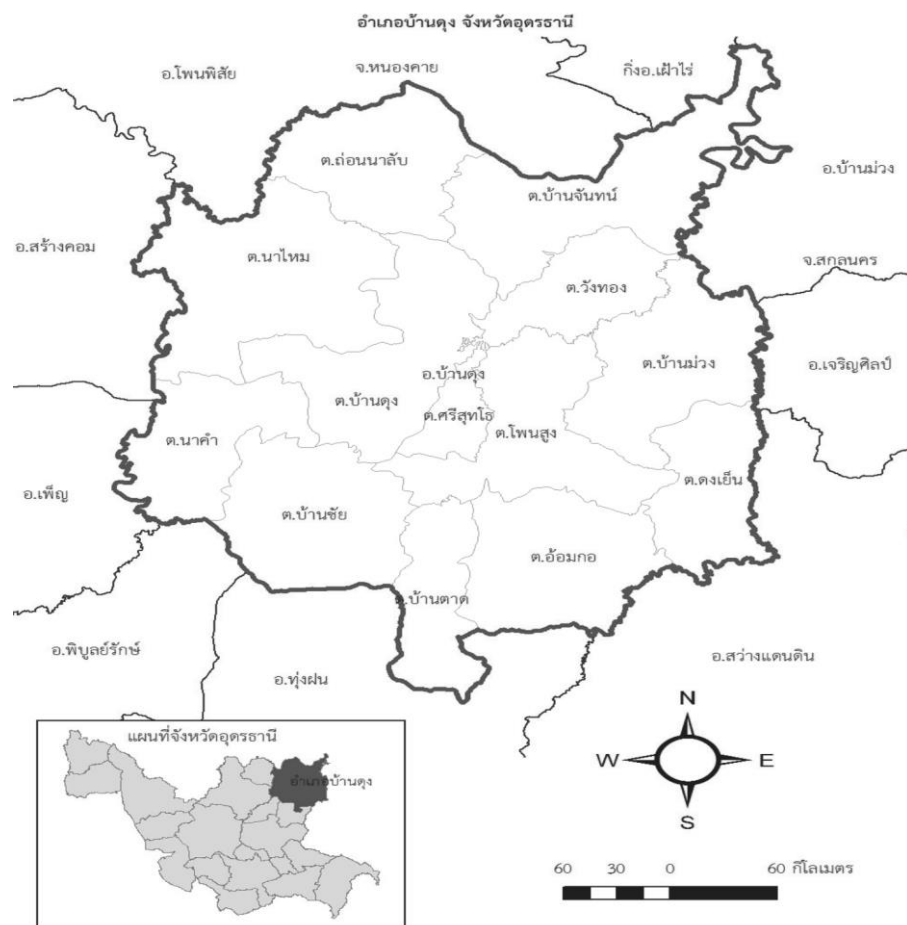 อำเภอบ้านดุง จังหวัดอุดรธานี
อ.โพนพิสัย
จ.หนองคาย
กิ่งอ.เฝ้าไร่
ต.ถ่อนนาลับ
อ.บ้านม่วง
ต.บ้านจันทน์
อ.สร้างคอม
ต.นาไหม
จ.สกลนคร
ต.วังทอง
ต.บ้านม่วง
อ.เจริญศิลป์
อ.บ้านดุง
ต.บ้านดุง
ต.ศรีสุทโธ
ต.โพนสูง
ต.นาคำ
ต.ดงเย็น
อ.เพ็ญ
ต.บ้านชัย
ต.อ้อมกอ
ต.บ้านตาด
อ.พิบูลย์รักษ์
อ.สว่างแดนดิน
อ.ทุ่งฝน
แผนที่จังหวัดอุดรธานี
อำเภอบ้านดุง
N
W E
S
60 30 0 60 กิโลเมตร